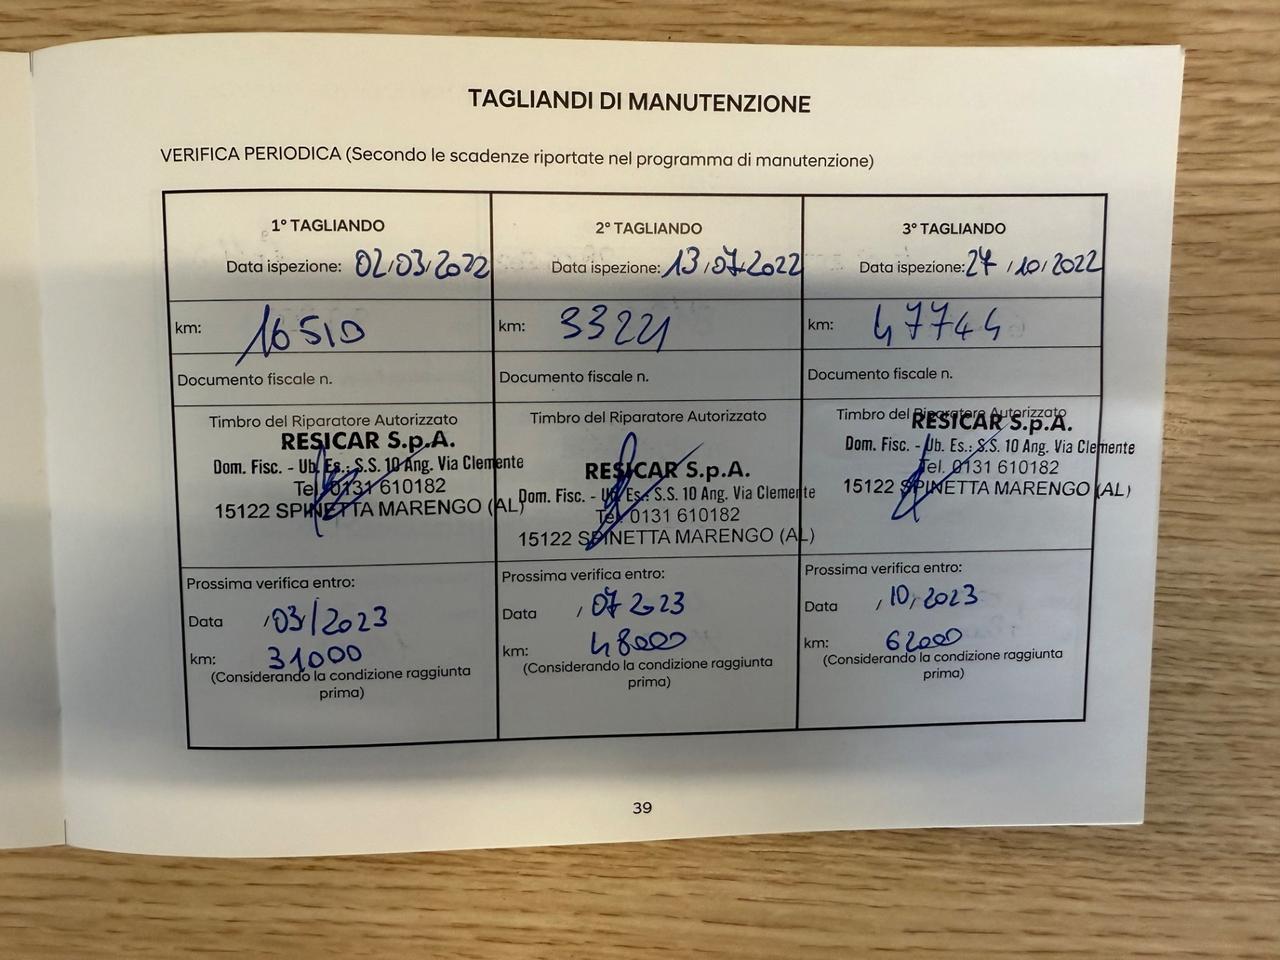 TAGLIANDI DI MANUTENZIONE
VERIFICA PERIODICA (Secondo le scadenze riportate nel programma di manutenzione)
1° TAGLIANDO
Data ispezione: 02/03/2022
km: 16510
Documento fiscale n.
Timbro del Riparatore Autorizzato
RESICAR S.p.A.
Dom. Fisc. - Ub. Es.: S.S. 10 Ang. Via Clemente
Tel. 0131 610182
15122 SPINETTA MARENGO (AL)
Prossima verifica entro:
Data /03/2023
km: 31000
(Considerando la condizione raggiunta
prima)
2° TAGLIANDO
Data ispezione: 13/07/2022
km: 33221
Documento fiscale n.
Timbro del Riparatore Autorizzato
RESICAR S.p.A.
Dom. Fisc. - Ub. Es.: S.S. 10 Ang. Via Clemente
Tel. 0131 610182
15122 SPINETTA MARENGO (AL)
Prossima verifica entro:
Data / 07 2023
km: 48000
(Considerando la condizione raggiunta
prima)
3° TAGLIANDO
Data ispezione: /10/2022
km: 47744
Documento fiscale n.
Timbro del Riparatore Autorizzato
RESICAR S.p.A.
Dom. Fisc. - Ub. Es.: S.S. 10 Ang. Via Clemente
Tel. 0131 610182
15122 SPINETTA MARENGO (AL)
Prossima verifica entro:
Data / 10/2023
km: 62000
(Considerando la condizione raggiunta
prima)
39